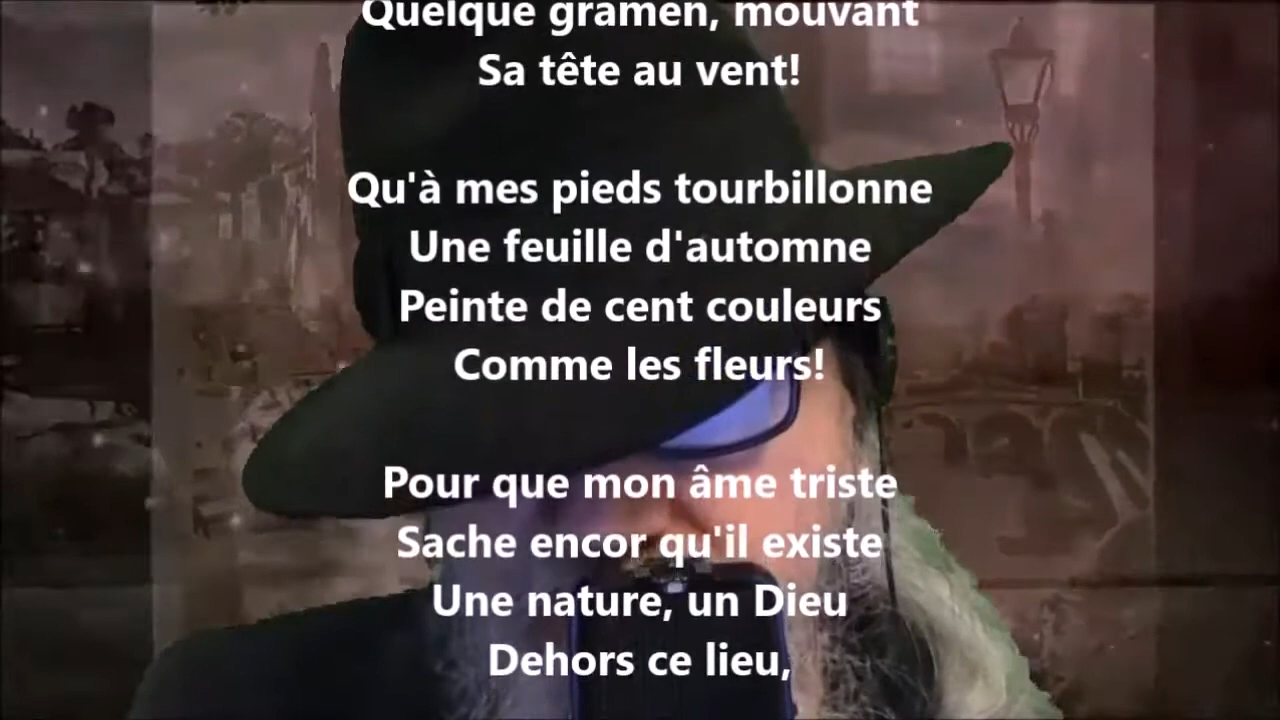 Quelque gramen, mouvant
Sa tête au vent!
Qu'à mes pieds tourbillonne
Une feuille d'automne
Peinte de cent couleurs
Comme les fleurs!
Pour que mon âme triste
Sache encor qu'il existe
Une nature, un Dieu
Dehors ce lieu,